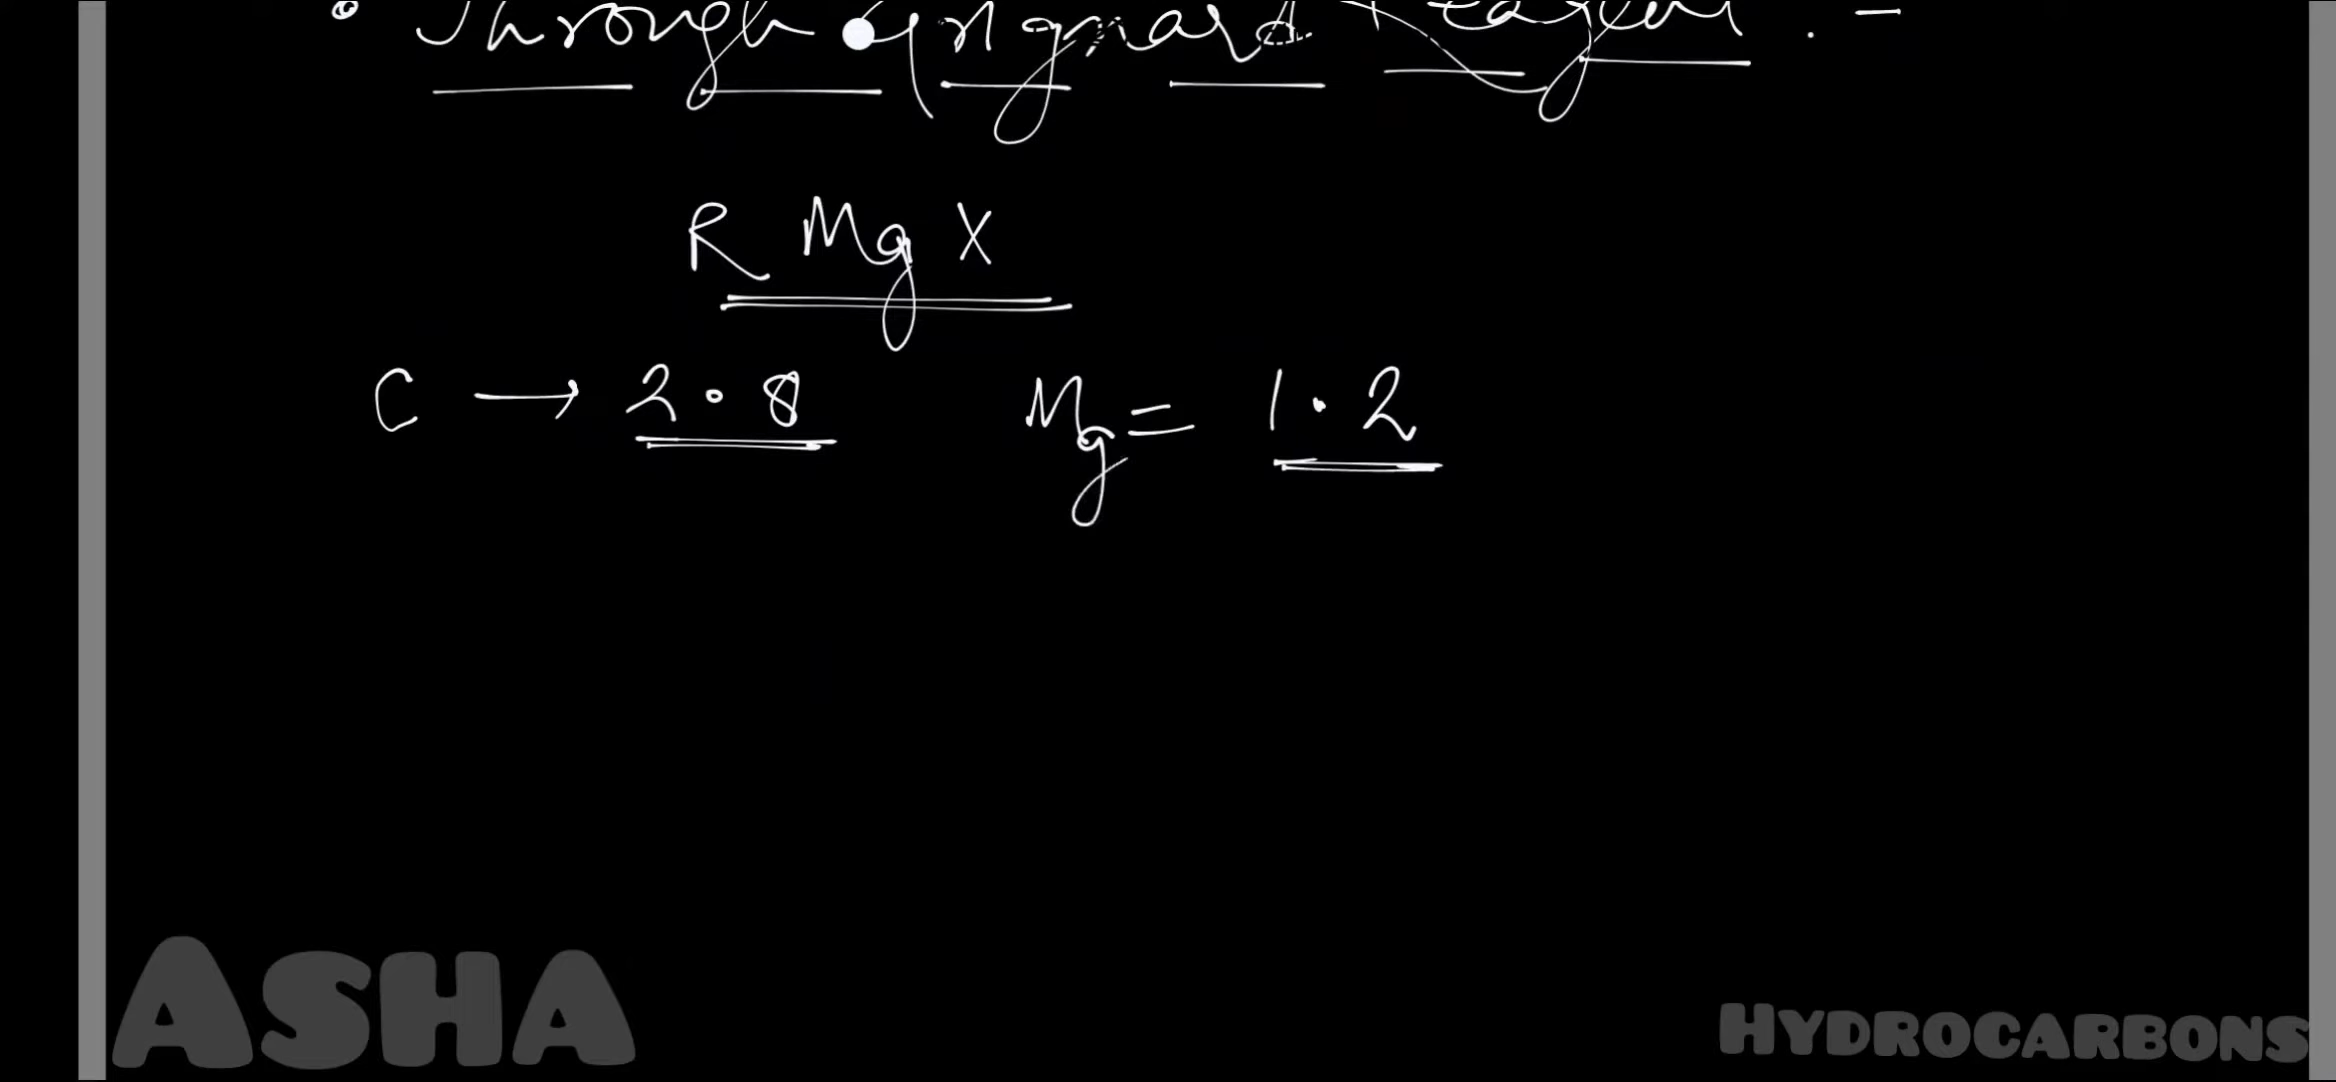 • Through Grignard Reagent :-
R Mg X
C → 2.8 Mg = 1.2
ASHA
HYDROCARBONS